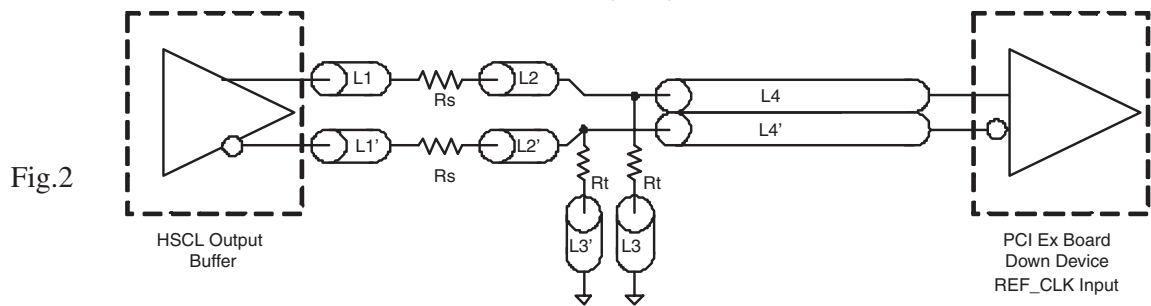 L1
Rs
L2
L4
L1'
Rs
L2'
L4'
Fig.2
Rt
Rt
L3'
L3
HSCL Output
Buffer
PCI Ex Board
Down Device
REF_CLK Input